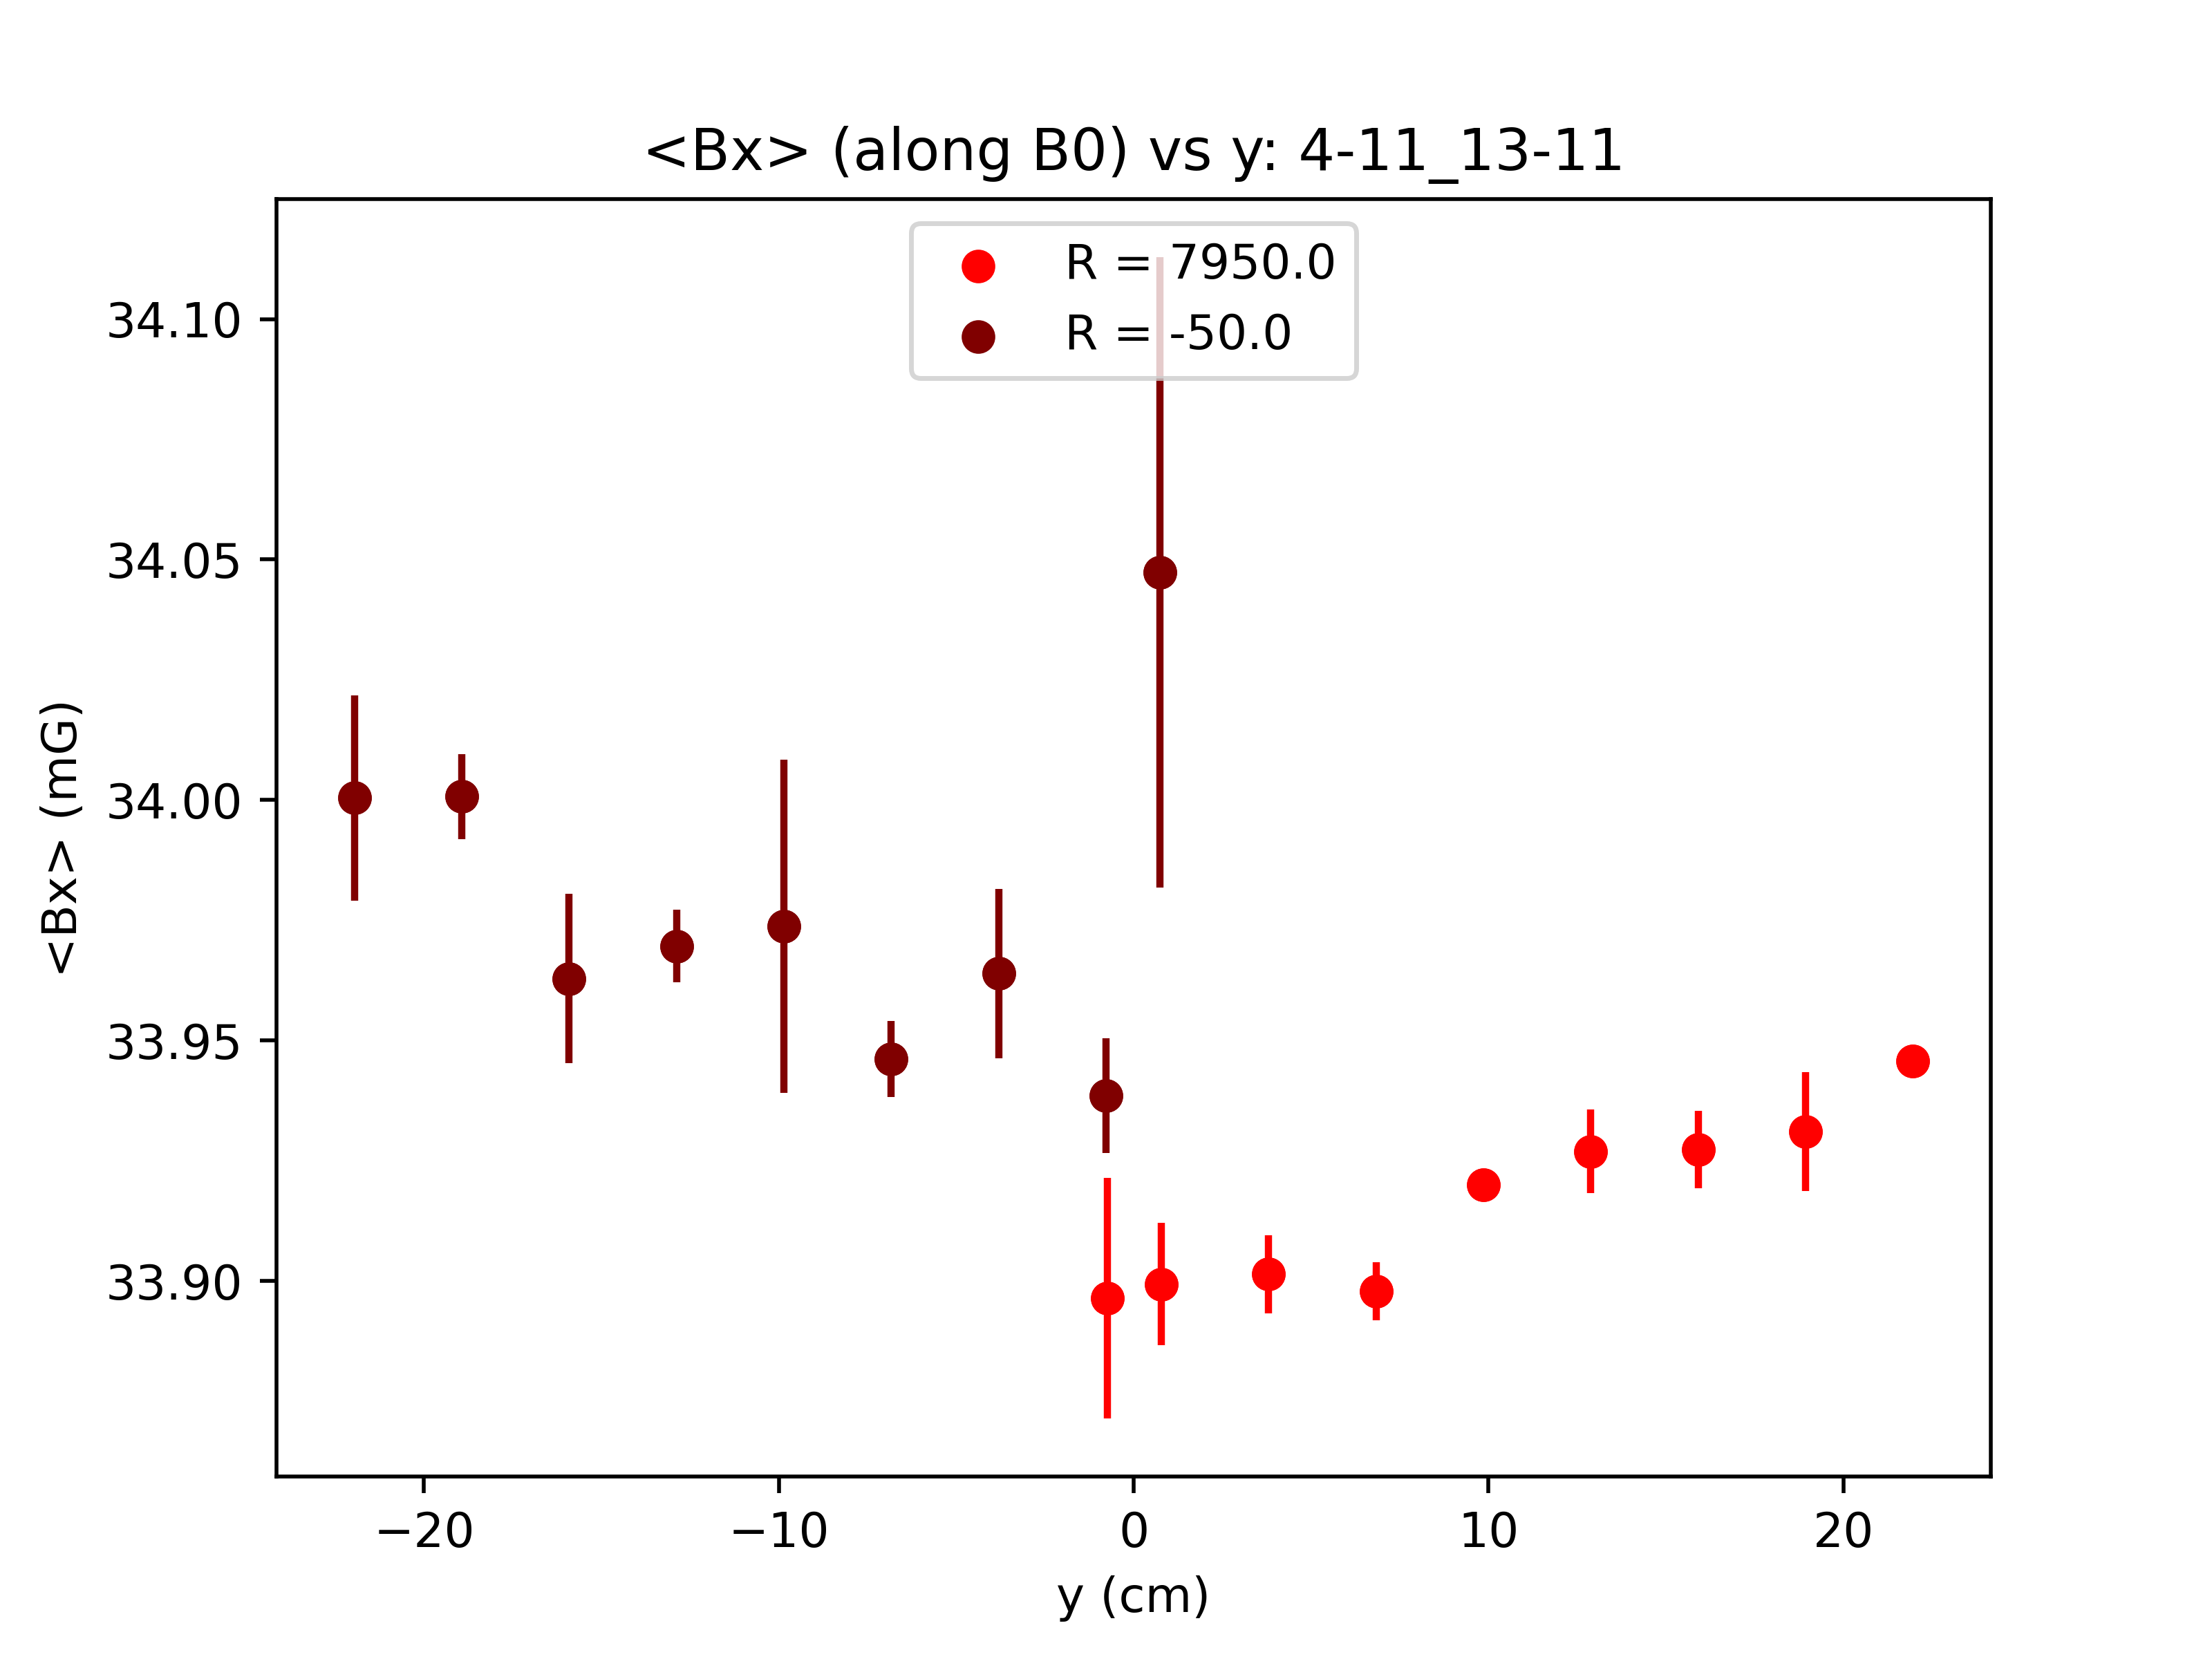 <Bx> (along B0) vs y: 4-11_13-11
R = 7950.0
R = -50.0
34.10
34.05
34.00
33.95
33.90
<Bx> (mG)
−20
−10
0
10
20
y (cm)